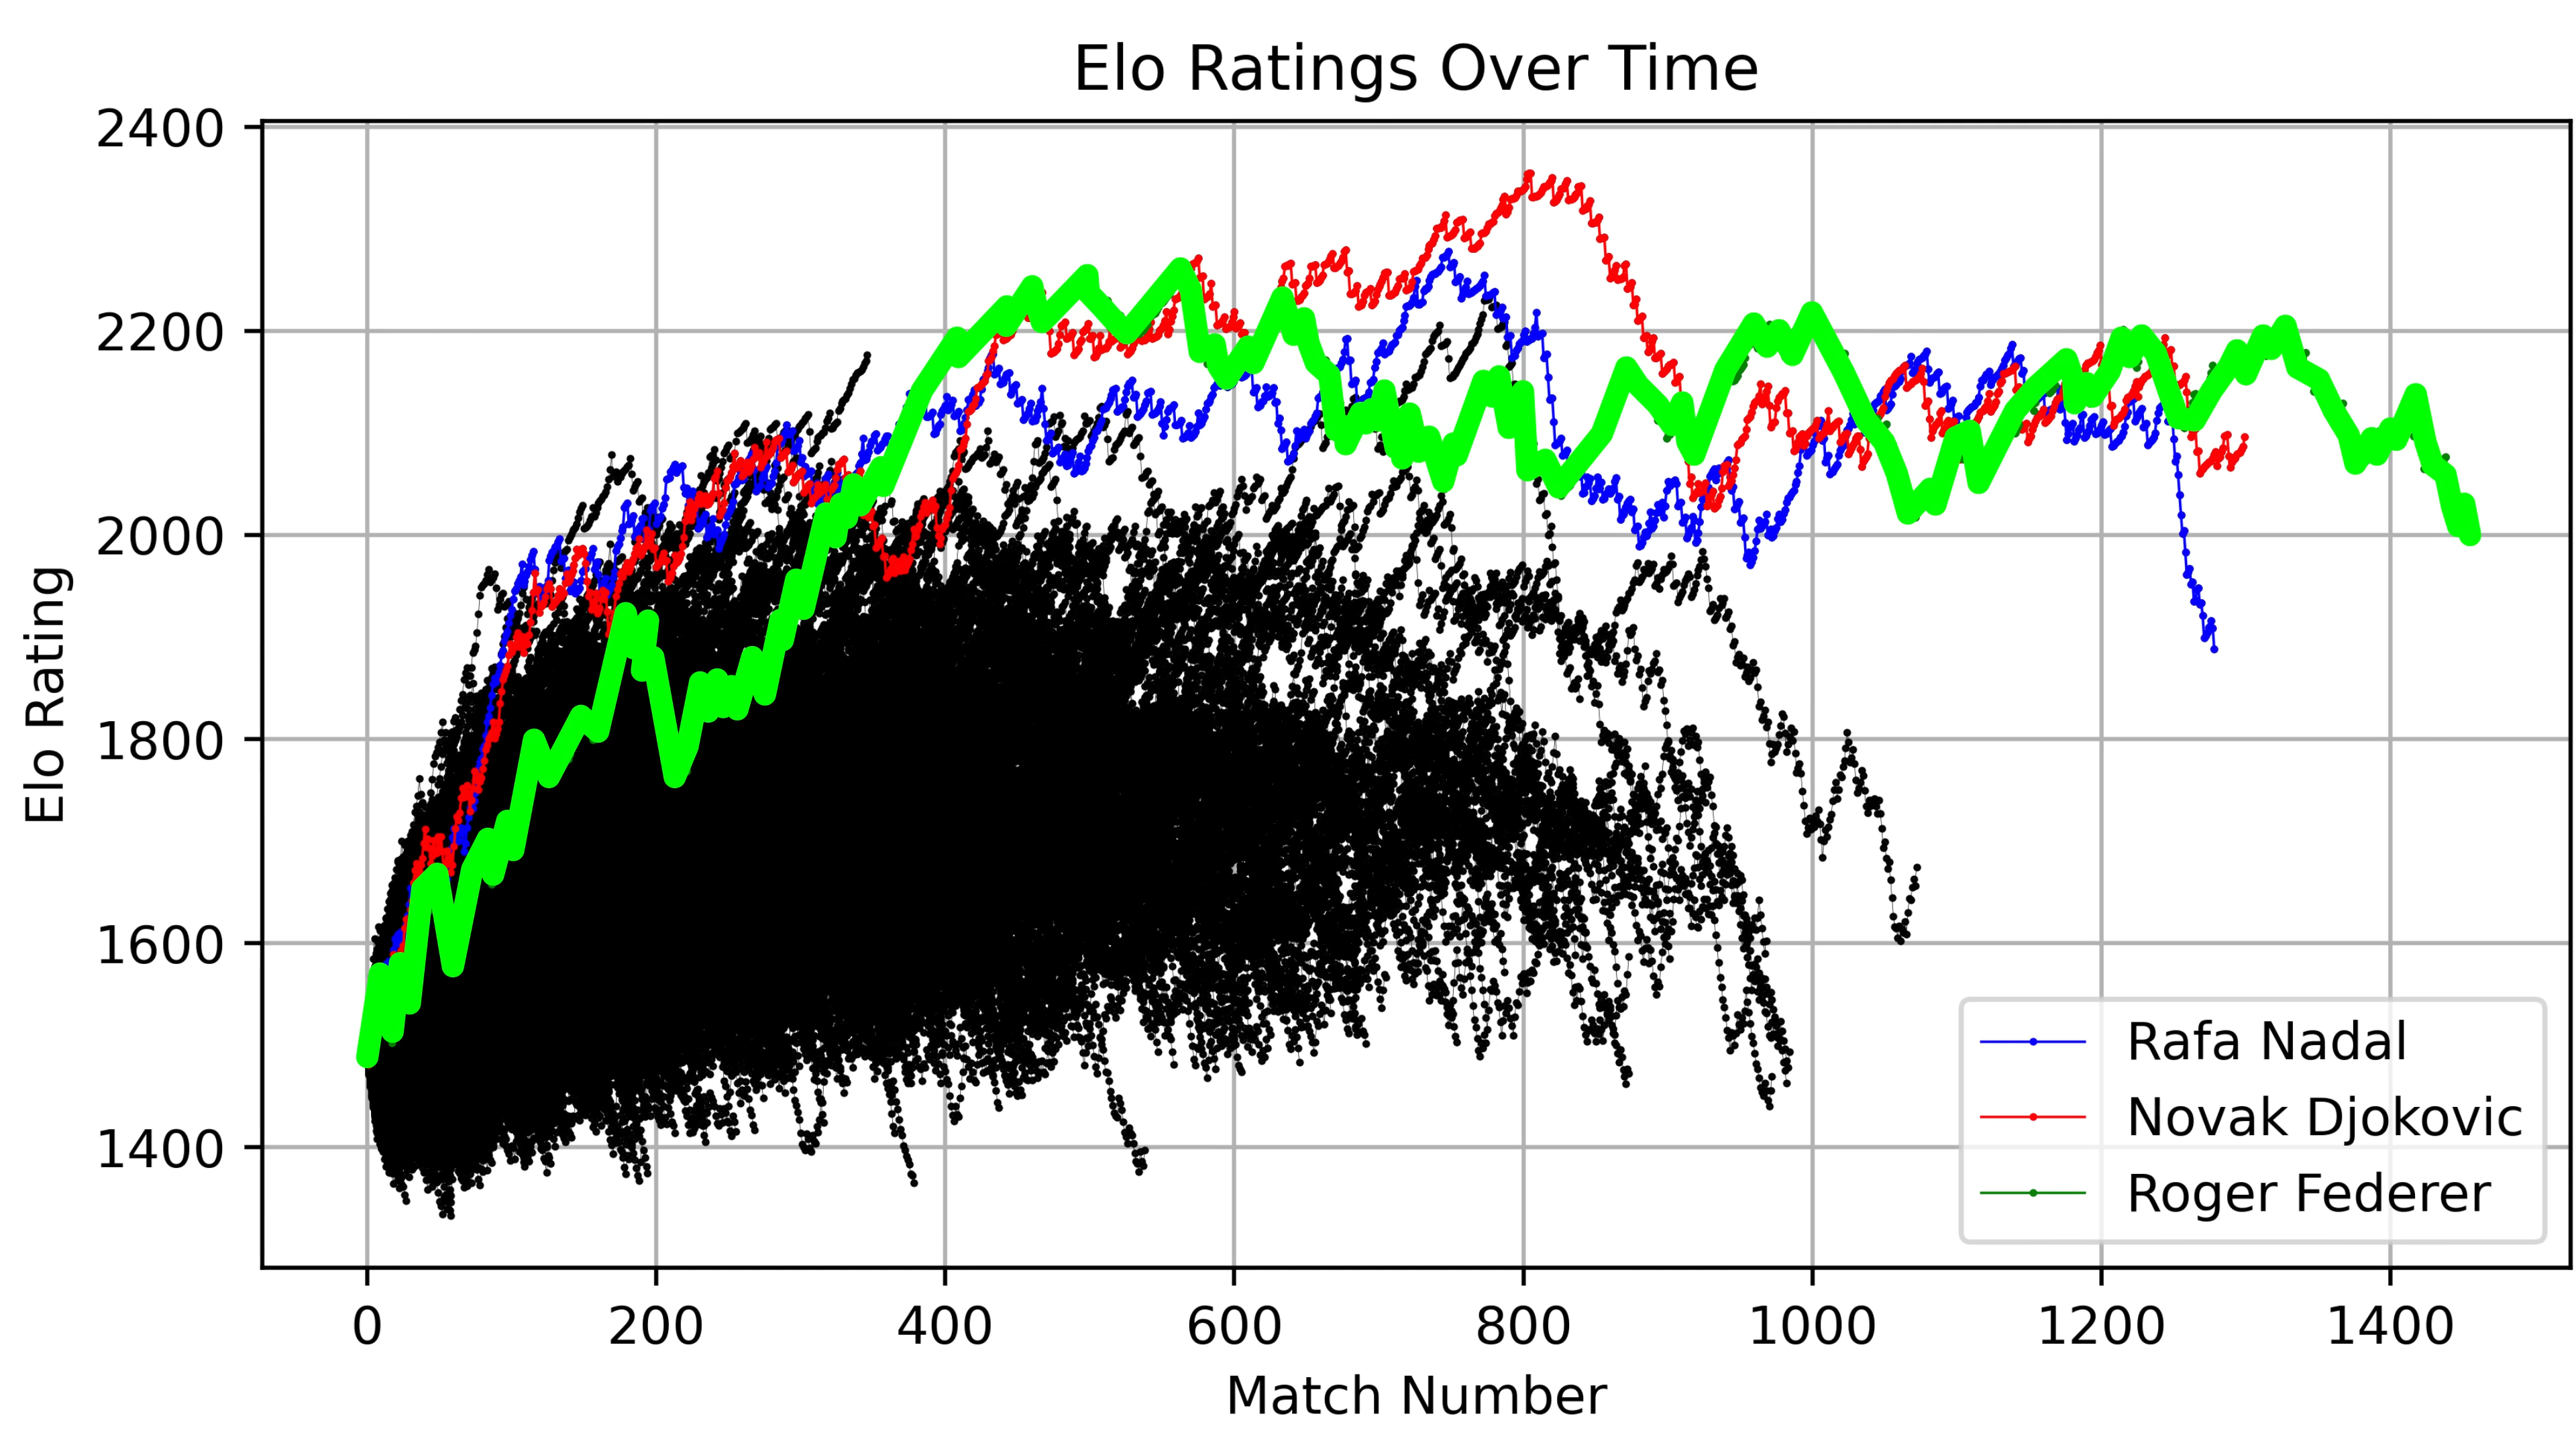 Elo Ratings Over Time
2400
2200
2000
1800
1600
1400
Elo Rating
0 200 400 600 800 1000 1200 1400
Match Number
Rafa Nadal
Novak Djokovic
Roger Federer